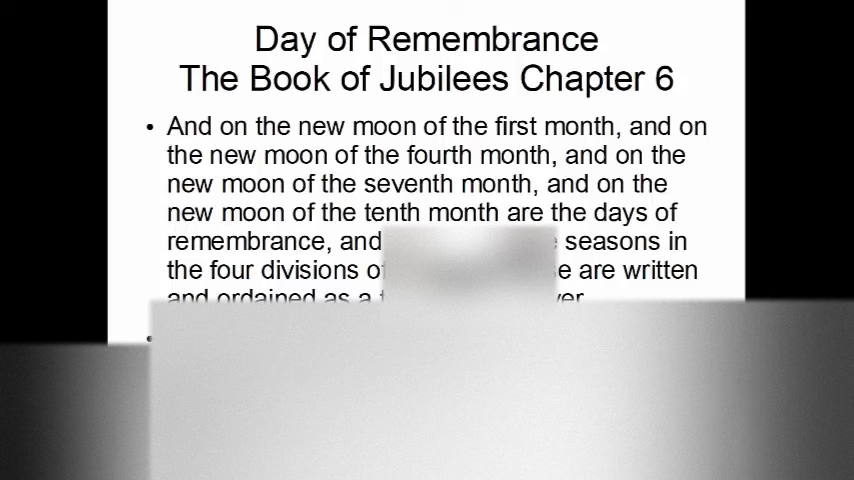 Day of Remembrance
The Book of Jubilees Chapter 6
• And on the new moon of the first month, and on
the new moon of the fourth month, and on the
new moon of the seventh month, and on the
new moon of the tenth month are the days of
remembrance, and seasons in
the four divisions of are written
and ordained as a